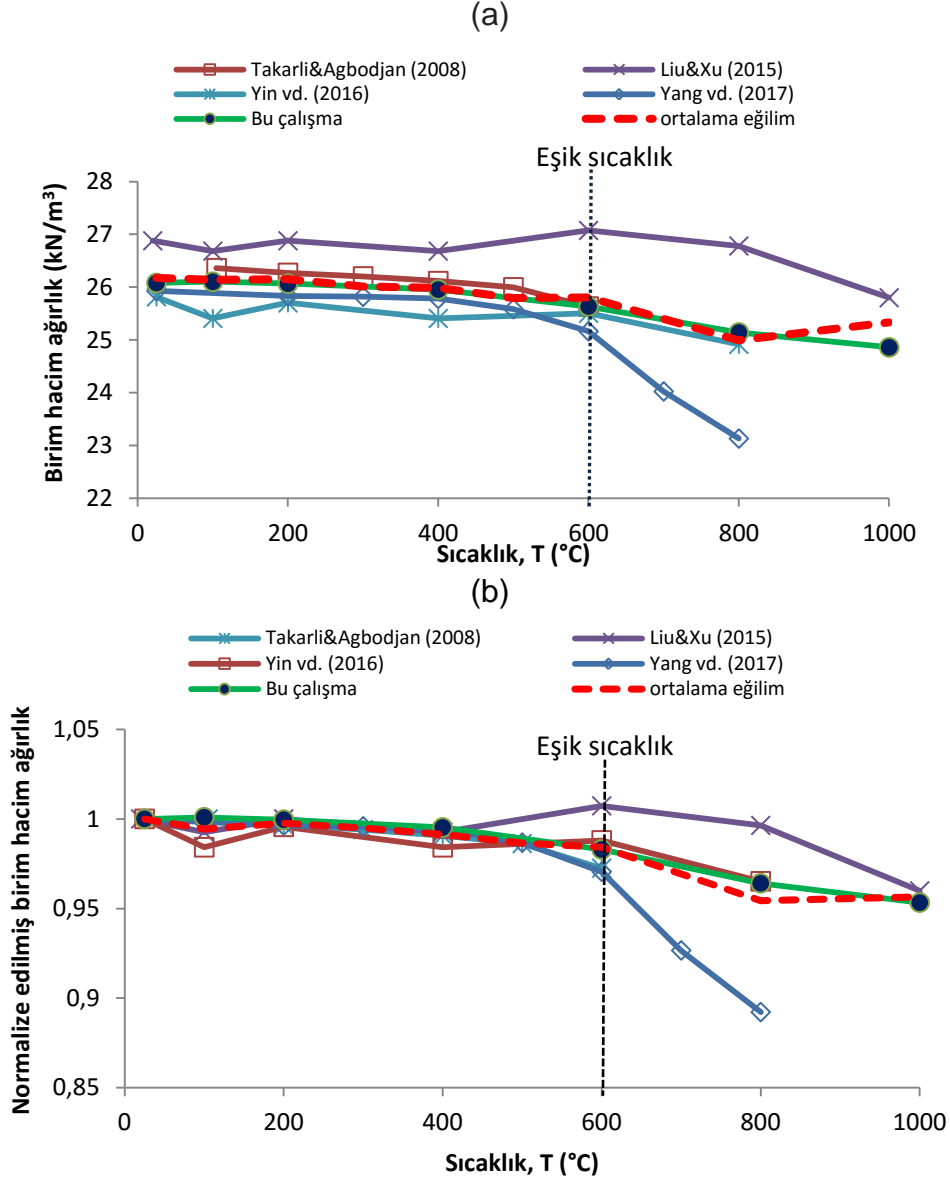 (a)
Takarli&Agbodjan (2008)
Liu&Xu (2015)
Yin vd. (2016)
Yang vd. (2017)
Bu çalışma
ortalama eğilim
Eşik sıcaklık
Birim hacim ağırlık (kN/m³)
28
27
26
25
24
23
22
0
200
400
600
800
1000
Sıcaklık, T (°C)
(b)
Takarli&Agbodjan (2008)
Liu&Xu (2015)
Yin vd. (2016)
Yang vd. (2017)
Bu çalışma
ortalama eğilim
Eşik sıcaklık
Normalize edilmiş birim hacim ağırlık
1,05
1
0,95
0,9
0,85
0
200
400
600
800
1000
Sıcaklık, T (°C)